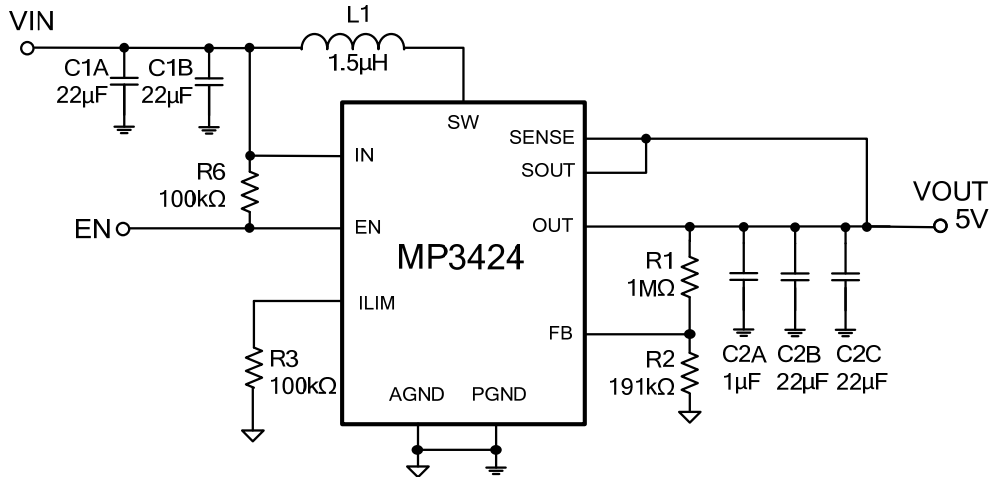 VIN
L1
1.5µH
C1A
22µF
C1B
22µF
SW
SENSE
SOUT
IN
R6
100kΩ
VOUT
5V
EN
EN
OUT
MP3424
R1
1MΩ
ILIM
FB
R3
100kΩ
R2
191kΩ
C2A
1µF
C2B
22µF
C2C
22µF
AGND
PGND